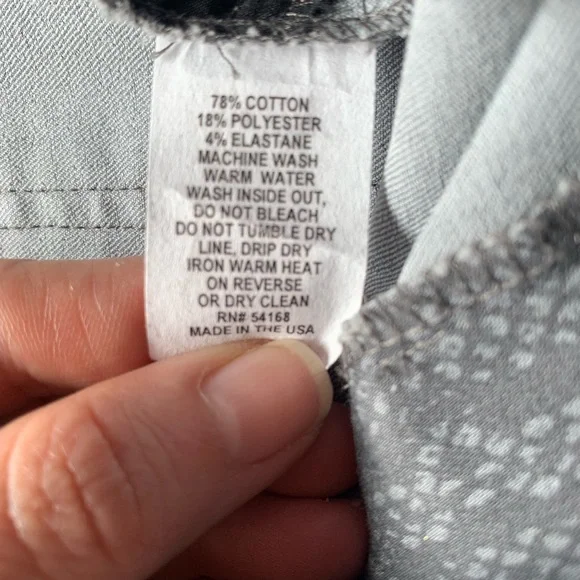 78% COTTON
18% POLYESTER
4% ELASTANE
MACHINE WASH
WARM WATER
WASH INSIDE OUT,
DO NOT BLEACH
DO NOT TUMBLE DRY
LINE, DRIP DRY
IRON WARM HEAT
ON REVERSE
OR DRY CLEAN
RN# 54168
MADE IN THE USA